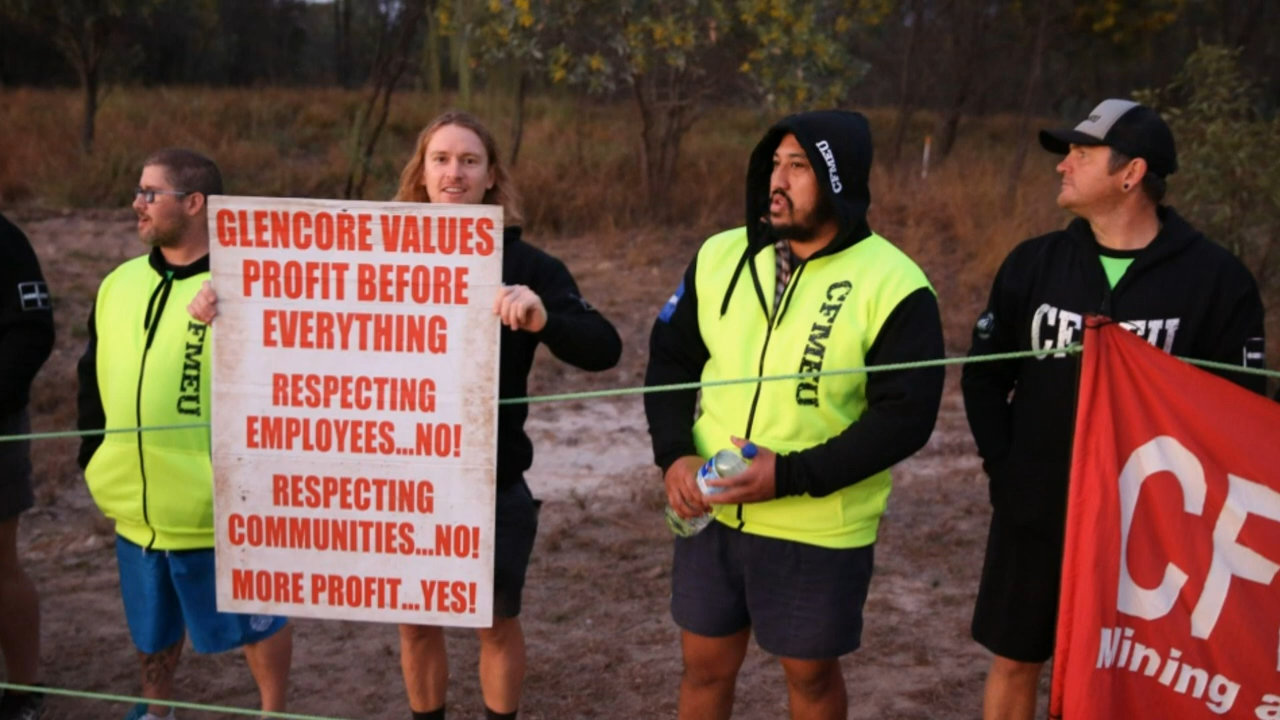 GLENCORE VALUES
PROFIT BEFORE
EVERYTHING
RESPECTING
EMPLOYEES...NO!
RESPECTING
COMMUNITIES...NO!
MORE PROFIT...YES!
CFMEU
CFMEU
CFMEU
CF
Mining a